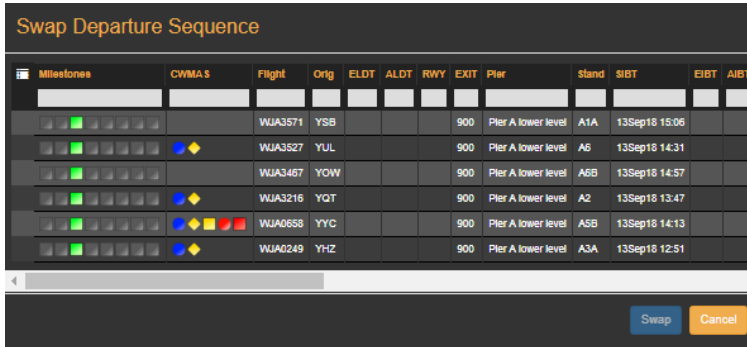 Swap Departure Sequence
Milestones CWMAS Flight Orig ELDT ALDT RWY EXIT Pier Stand SIBT EIBT AIBT
WJA3571 YSB 900 Pier A lower level A1A 13Sep18 15:06
WJA3527 YUL 900 Pier A lower level A6 13Sep18 14:31
WJA3467 YOW 900 Pier A lower level A6B 13Sep18 14:57
WJA3216 YQT 900 Pier A lower level A2 13Sep18 13:47
WJA0658 YYC 900 Pier A lower level A5B 13Sep18 14:13
WJA0249 YHZ 900 Pier A lower level A3A 13Sep18 12:51
Swap Cancel